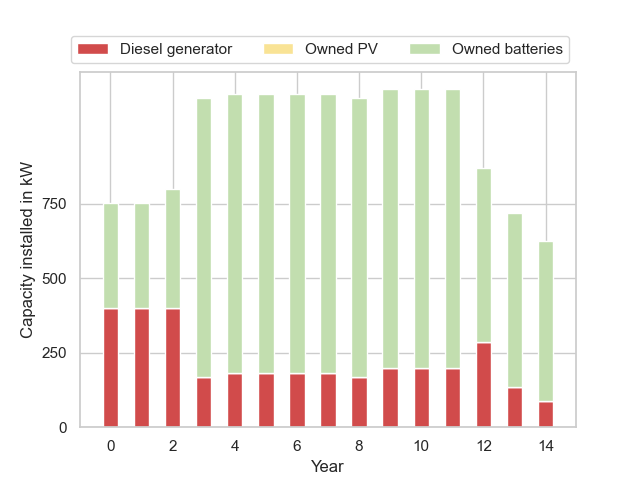 Diesel generator Owned PV Owned batteries
Capacity installed in kW
750
500
250
0
0 2 4 6 8 10 12 14
Year